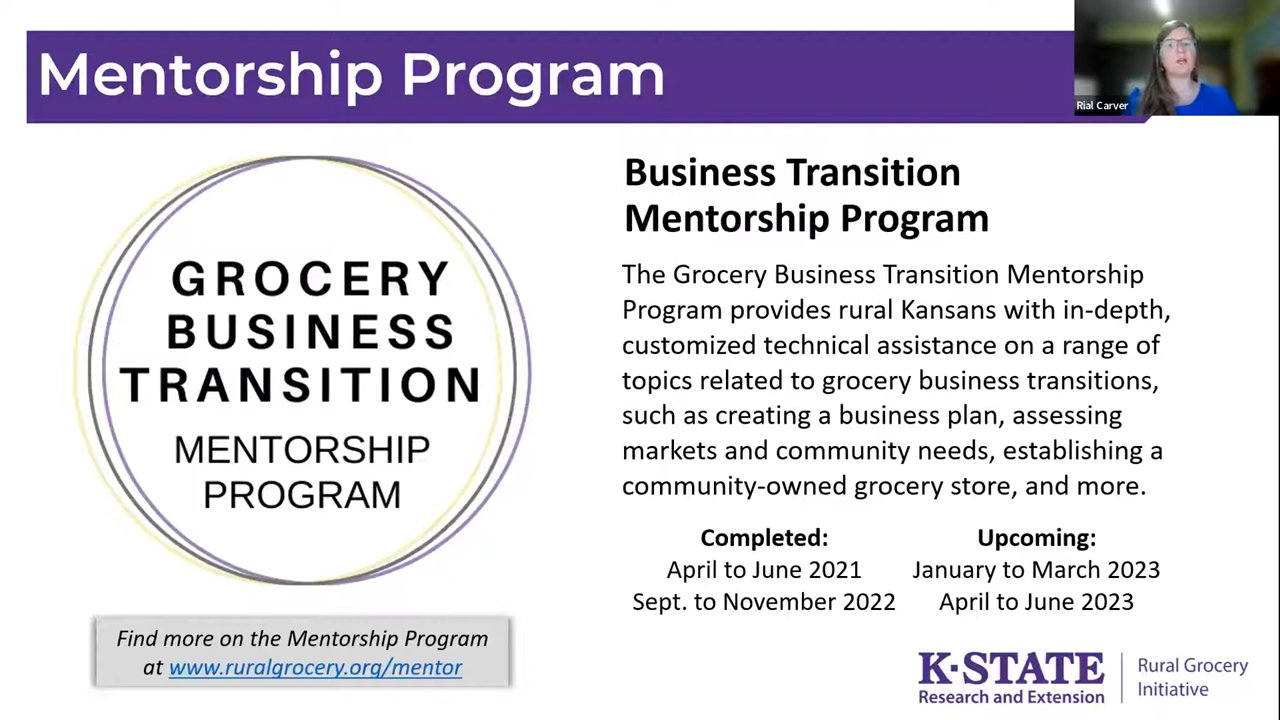 Mentorship Program
Rial Carver
GROCERY
BUSINESS
TRANSITION
MENTORSHIP
PROGRAM
Find more on the Mentorship Program
at www.ruralgrocery.org/mentor
Business Transition
Mentorship Program
The Grocery Business Transition Mentorship
Program provides rural Kansans with in-depth,
customized technical assistance on a range of
topics related to grocery business transitions,
such as creating a business plan, assessing
markets and community needs, establishing a
community-owned grocery store, and more.
Completed:
April to June 2021
Sept. to November 2022
Upcoming:
January to March 2023
April to June 2023
K-STATE
Research and Extension
Rural Grocery
Initiative